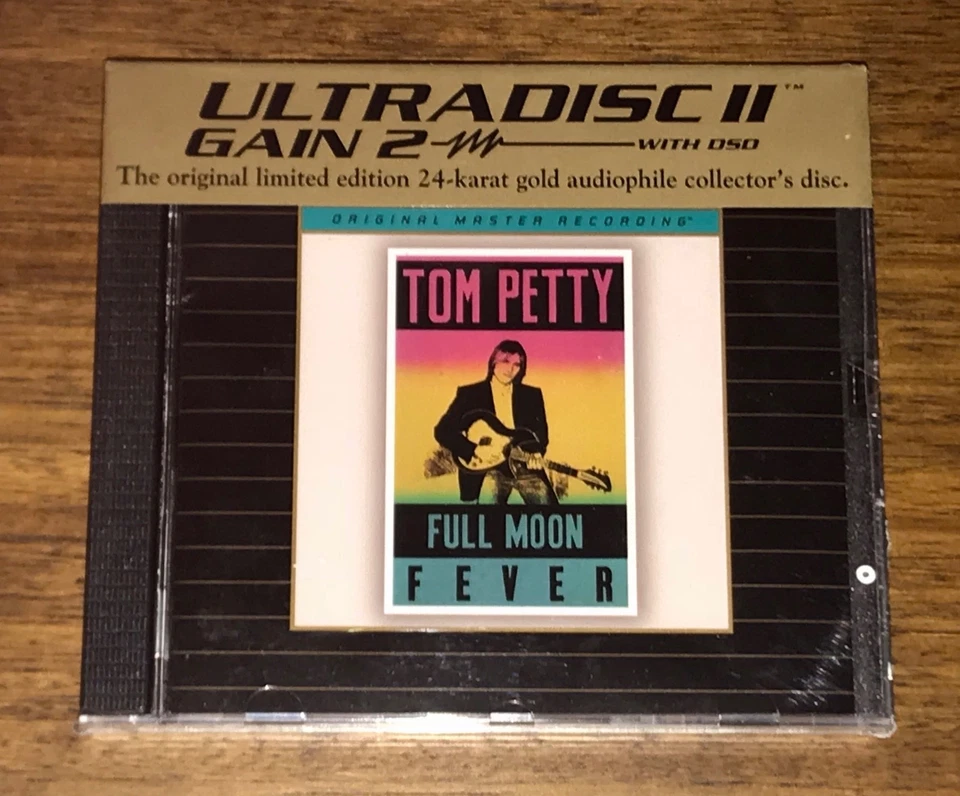 ULTRADISC II™
GAIN 2 WITH DSD
The original limited edition 24-karat gold audiophile collector's disc.
ORIGINAL MASTER RECORDING™
TOM PETTY
FULL MOON
FEVER